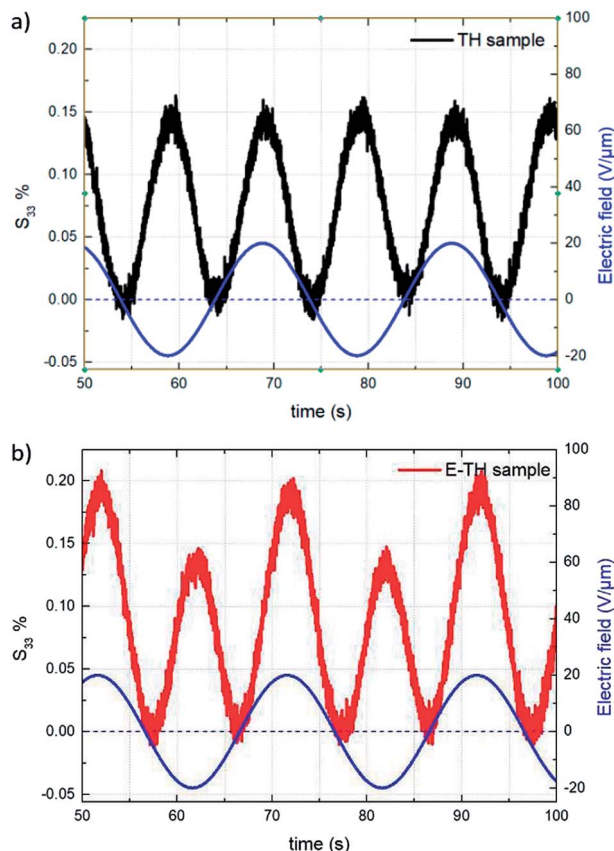 a)
TH sample
0.20
0.15
0.10
0.05
0.00
-0.05
S33 %
100
80
60
40
20
0
-20
Electric field (V/µm)
50 60 70 80 90 100
time (s)
b)
E-TH sample
0.20
0.15
0.10
0.05
0.00
-0.05
S33 %
100
80
60
40
20
0
-20
Electric field (V/µm)
50 60 70 80 90 100
time (s)